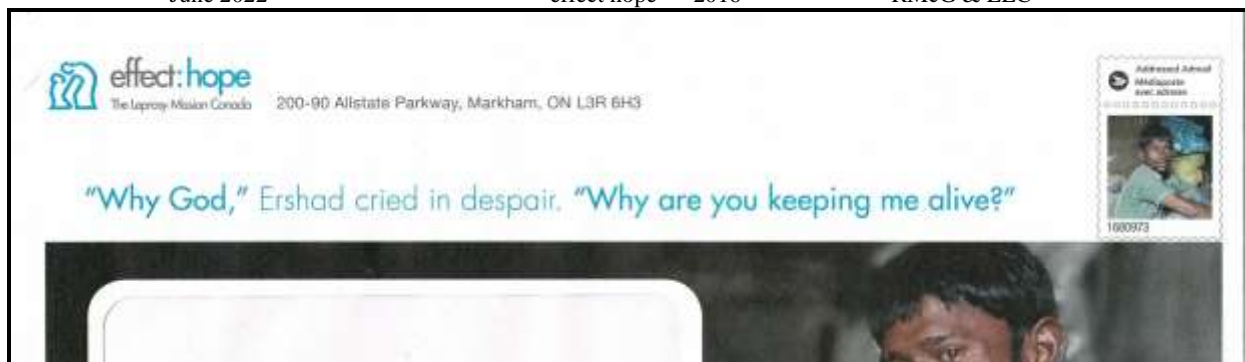 June 2022 effect hope 2018 RMcG & LLC
effect:hope
The Leprosy Mission Canada
200-90 Allstate Parkway, Markham, ON L3R 6H3
Addressed Admail
Médiaposte
avec adresse
"Why God," Ershad cried in despair. "Why are you keeping me alive?"
1680973